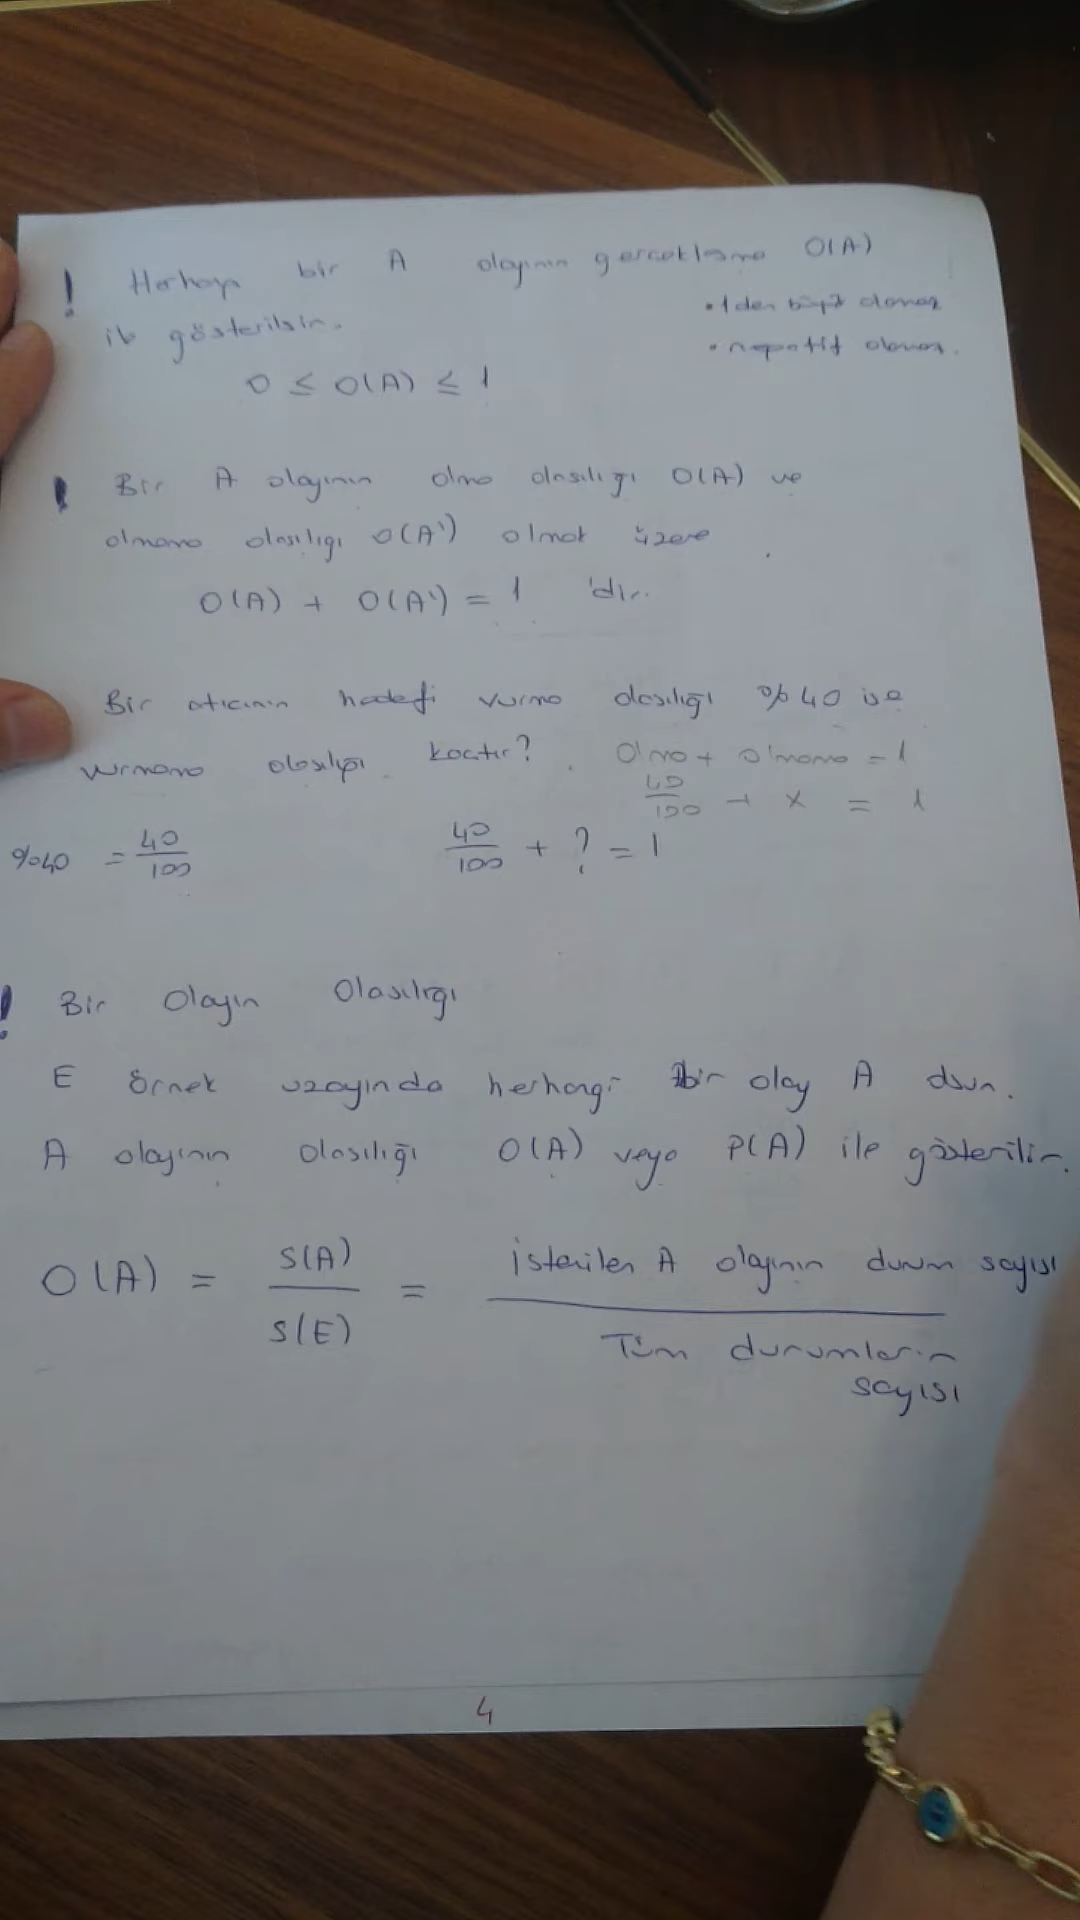 ! Herhangi bir A olayının gerçekleşme O(A)
ile gösterilsin.
• 1 den büyük olamaz
• negatif olamaz.
0 ≤ O(A) ≤ 1
! Bir A olayının olma olasılığı O(A) ve
olmama olasılığı O(A') olmak üzere
O(A) + O(A') = 1 'dir.
Bir atıcının hedefi vurma olasılığı %40 ise
vurmama olasılığı kaçtır?
Olma + olmama = 1
40/100 + x = 1
%40 = 40/100
40/100 + ? = 1
! Bir Olayın Olasılığı
E örnek uzayında herhangi bir olay A olsun.
A olayının olasılığı O(A) veya P(A) ile gösterilir.
O(A) = s(A)/s(E) = İstenilen A olayının durum sayısı / Tüm durumların sayısı
4